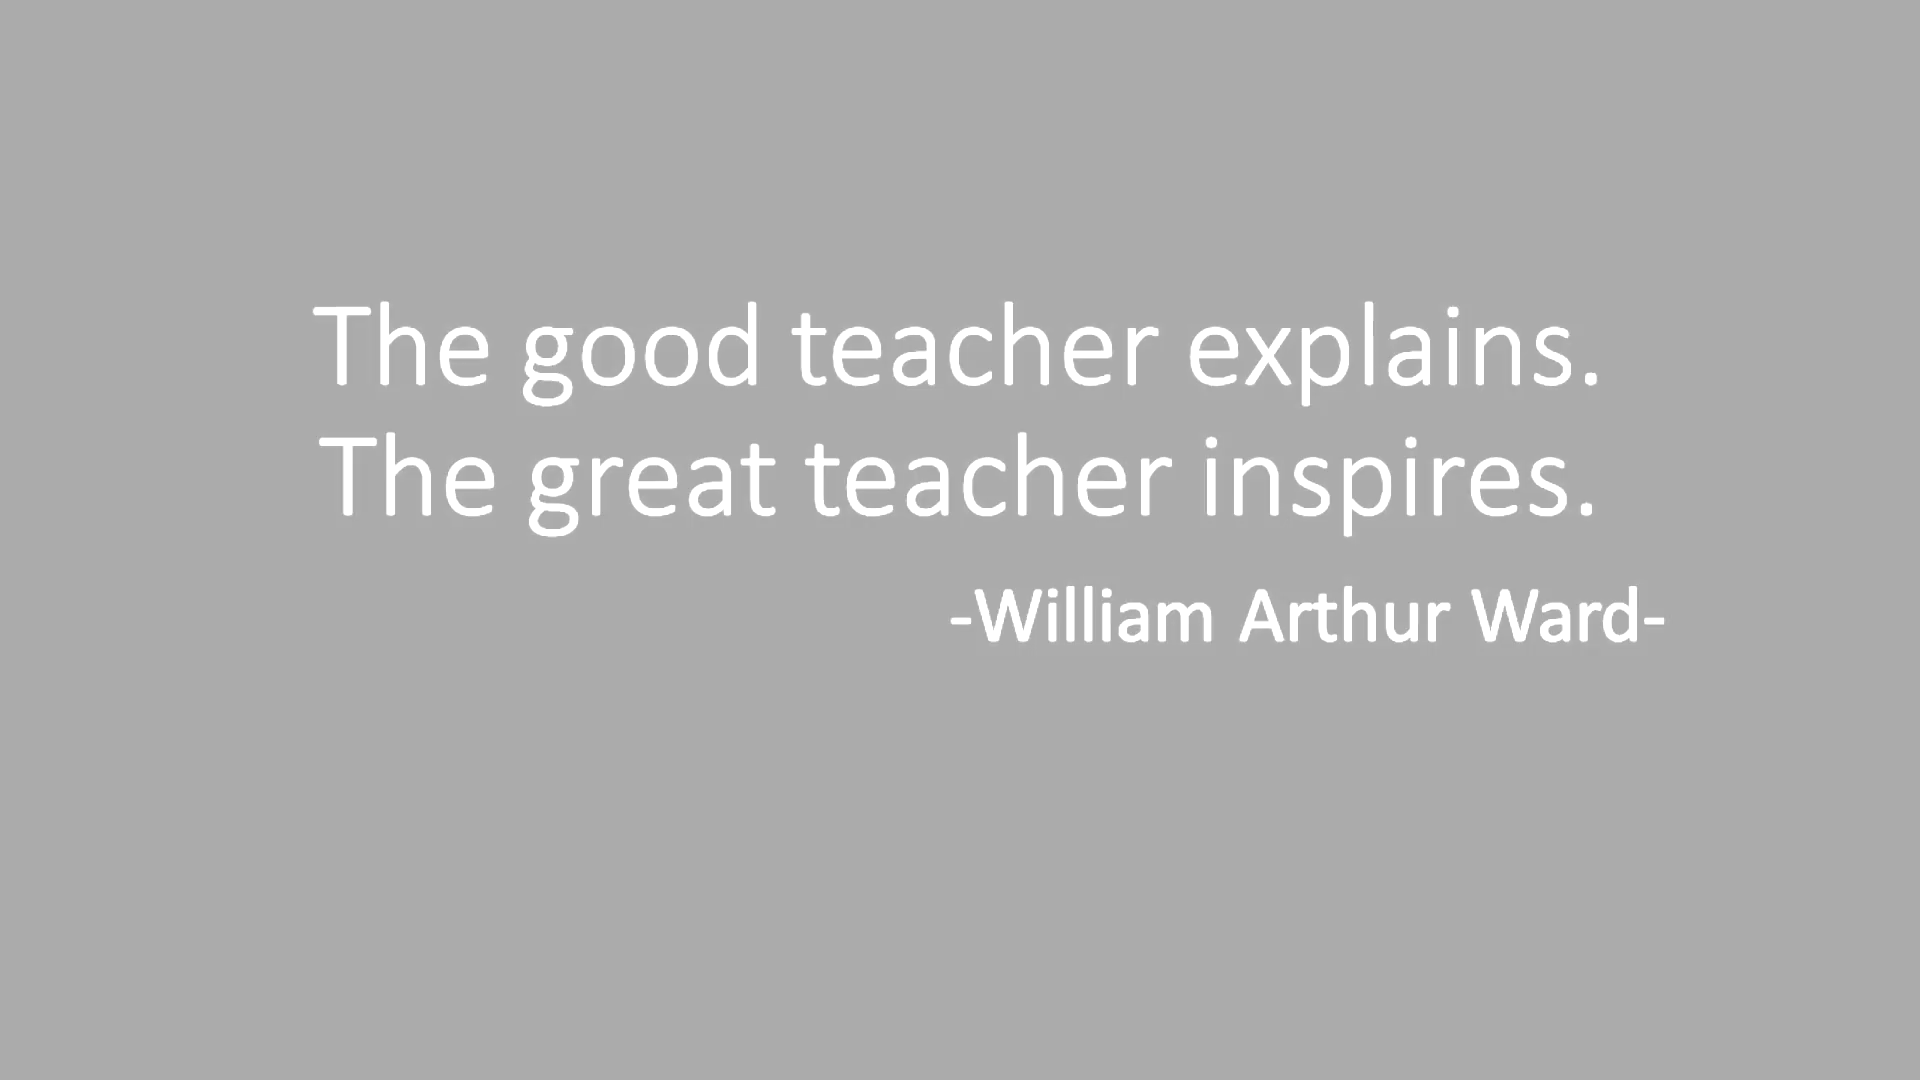 The good teacher explains.
The great teacher inspires.
-William Arthur Ward-